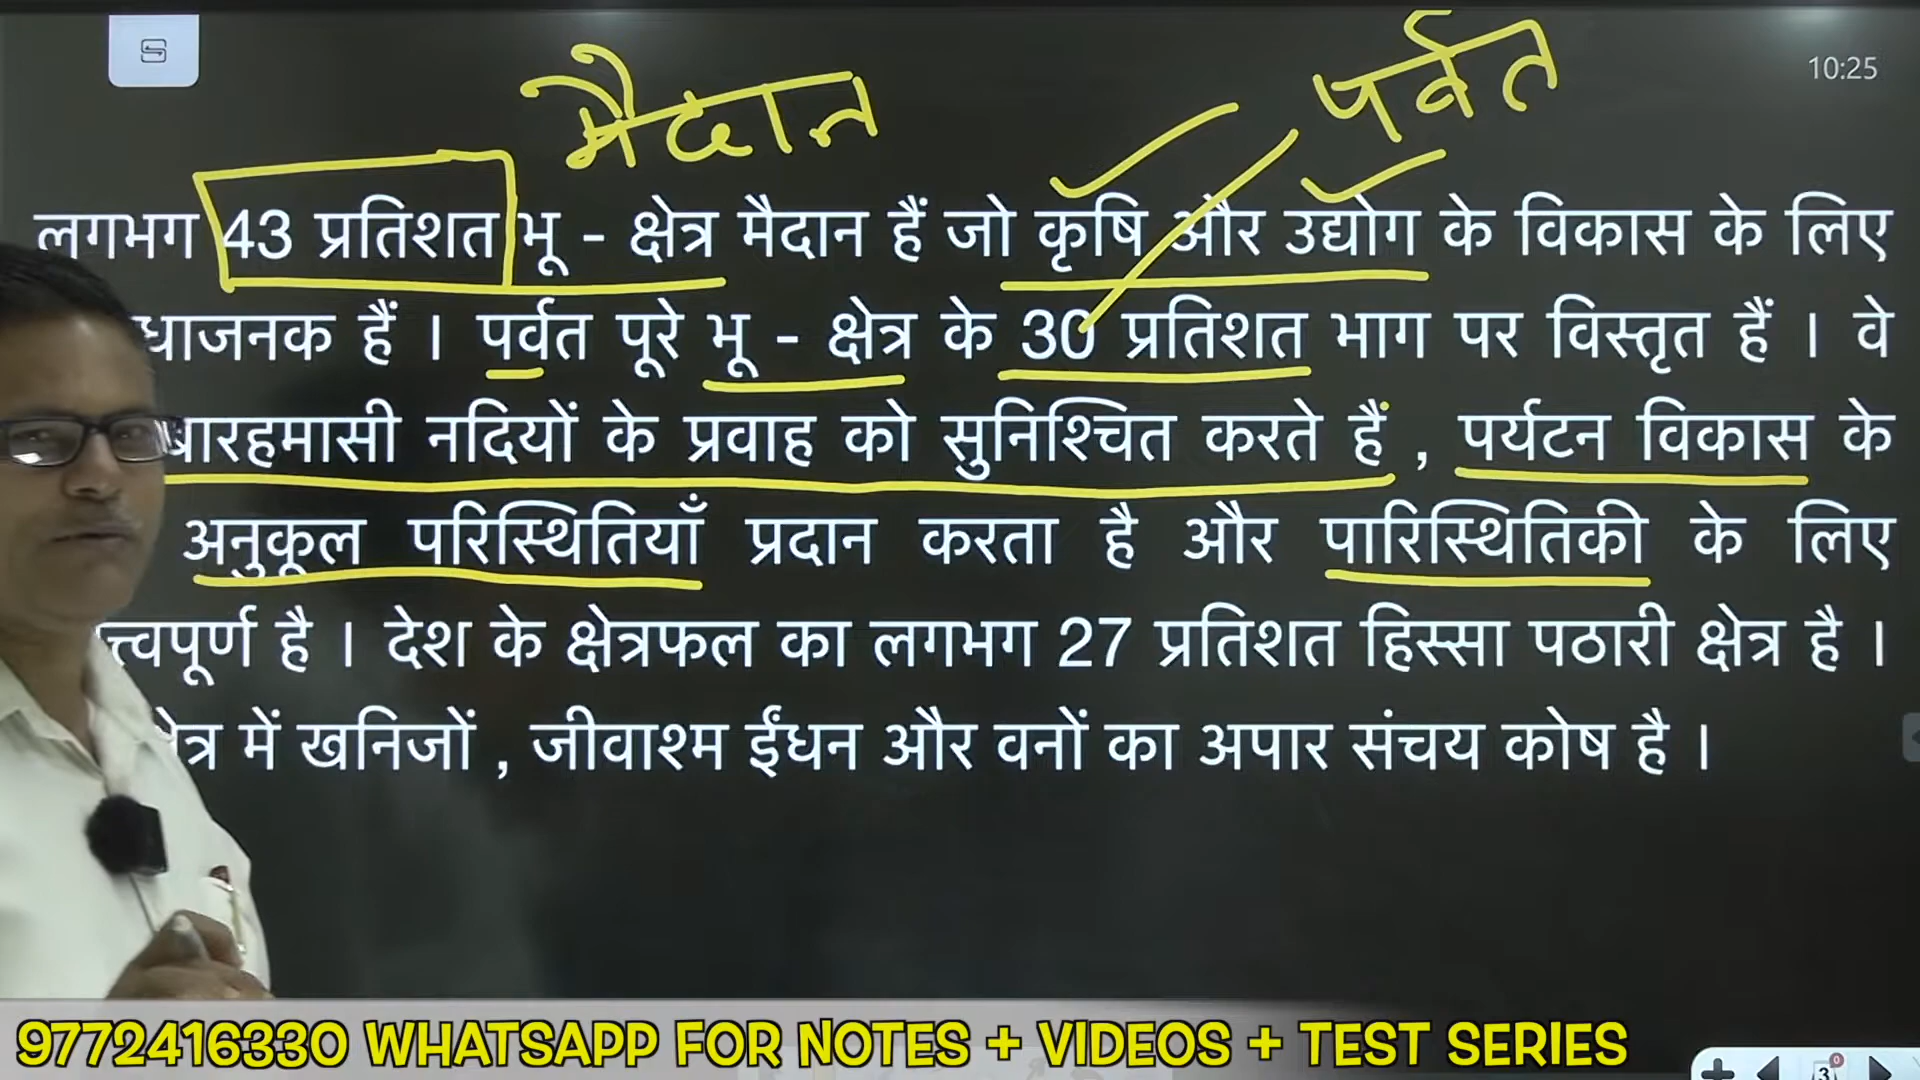 मैदान
पर्वत
10:25
लगभग 43 प्रतिशत भू - क्षेत्र मैदान हैं जो कृषि और उद्योग के विकास के लिए
धाजनक हैं । पर्वत पूरे भू - क्षेत्र के 30 प्रतिशत भाग पर विस्तृत हैं । वे
बारहमासी नदियों के प्रवाह को सुनिश्चित करते हैं , पर्यटन विकास के
अनुकूल परिस्थितियाँ प्रदान करता है और पारिस्थितिकी के लिए
त्त्वपूर्ण है । देश के क्षेत्रफल का लगभग 27 प्रतिशत हिस्सा पठारी क्षेत्र है ।
क्षेत्र में खनिजों , जीवाश्म ईंधन और वनों का अपार संचय कोष है ।
9772416330 WHATSAPP FOR NOTES + VIDEOS + TEST SERIES
3